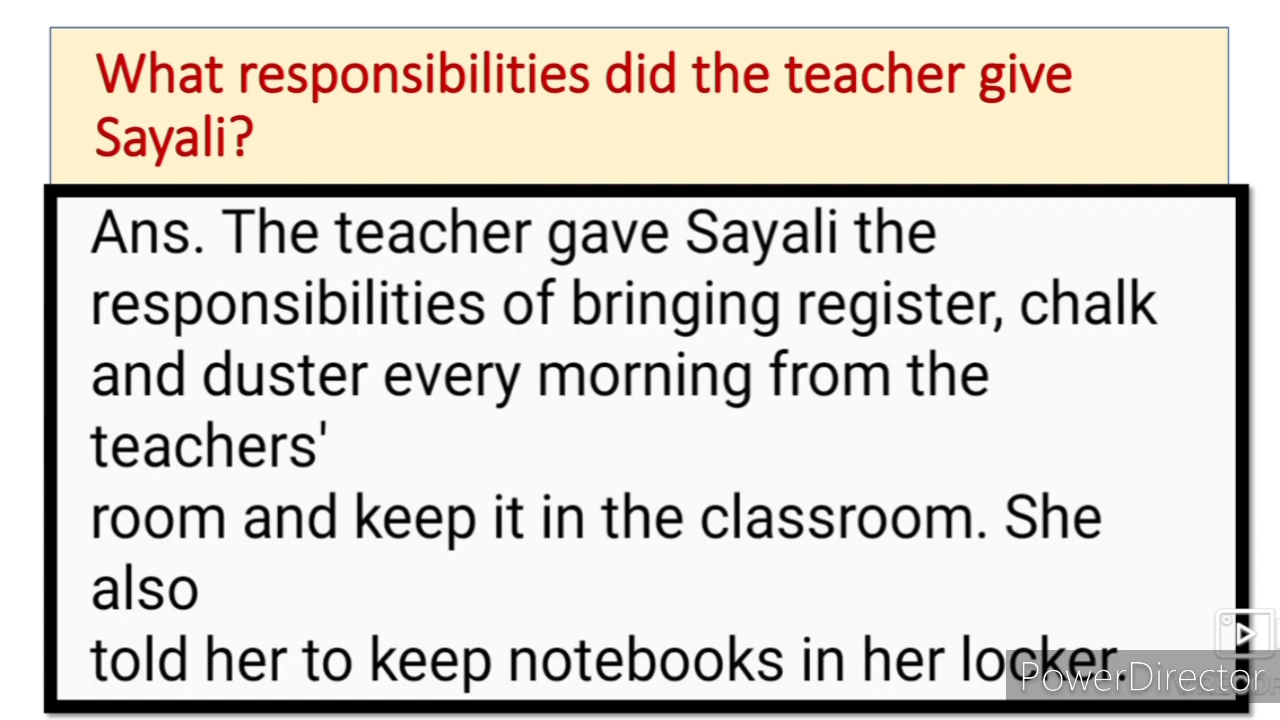 What responsibilities did the teacher give
Sayali?
Ans. The teacher gave Sayali the
responsibilities of bringing register, chalk
and duster every morning from the
teachers'
room and keep it in the classroom. She
also
told her to keep notebooks in her locker.
PowerDirector